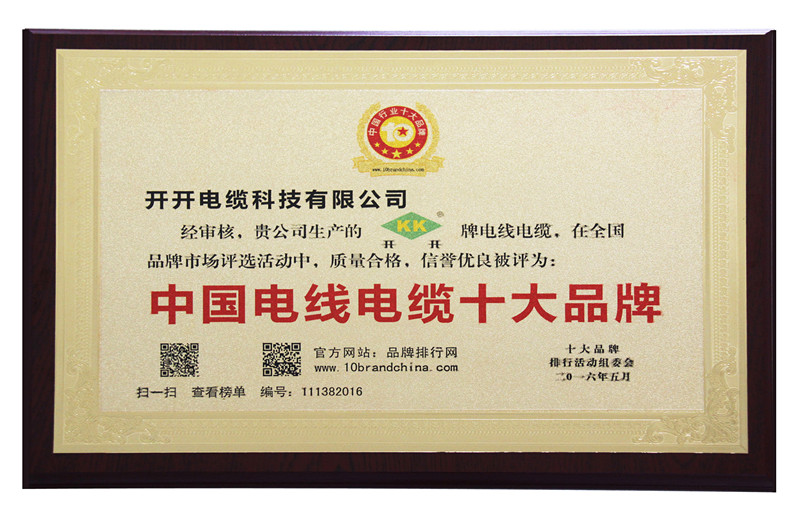 中国行业十大品牌
10
www.10brandchina.com
开开电缆科技有限公司
经审核，贵公司生产的 KK® 开 开 牌电线电缆，在全国
品牌市场评选活动中，质量合格，信誉优良被评为：
中国电线电缆十大品牌
官方网站：品牌排行网
www.10brandchina.com
扫一扫 查看榜单 编号：111382016
十大品牌
排行活动组委会
二0一六年五月